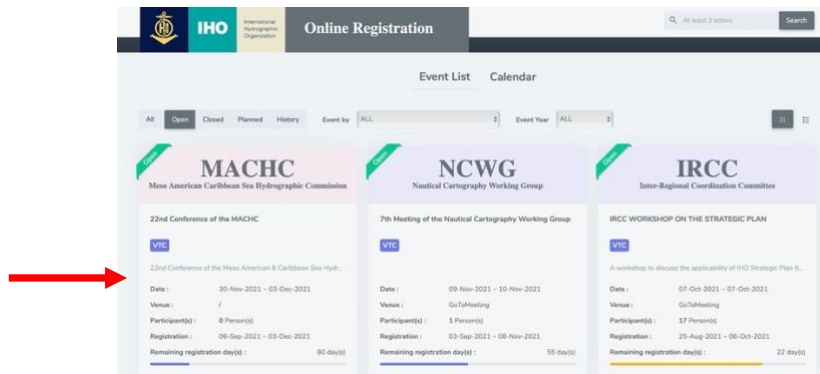 IHO
International
Hydrographic
Organization
Online Registration
At least 3 letters
Search
Event List Calendar
All Open Closed Planned History Event by ALL Event Year ALL
Open
MACHC
Meso American Caribbean Sea Hydrographic Commission
22nd Conference of the MACHC
VTC
22nd Conference of the Meso American & Caribbean Sea Hydr...
Date : 30-Nov-2021 ~ 03-Dec-2021
Venue : /
Participant(s) : 0 Person(s)
Registration : 06-Sep-2021 ~ 03-Dec-2021
Remaining registration day(s) : 80 day(s)
Open
NCWG
Nautical Cartography Working Group
7th Meeting of the Nautical Cartography Working Group
VTC
Date : 09-Nov-2021 ~ 10-Nov-2021
Venue : GoToMeeting
Participant(s) : 1 Person(s)
Registration : 03-Sep-2021 ~ 08-Nov-2021
Remaining registration day(s) : 55 day(s)
Open
IRCC
Inter-Regional Coordination Committee
IRCC WORKSHOP ON THE STRATEGIC PLAN
VTC
A workshop to discuss the applicability of IHO Strategic Plan (t...
Date : 07-Oct-2021 ~ 07-Oct-2021
Venue : GoToMeeting
Participant(s) : 17 Person(s)
Registration : 25-Aug-2021 ~ 06-Oct-2021
Remaining registration day(s) : 22 day(s)